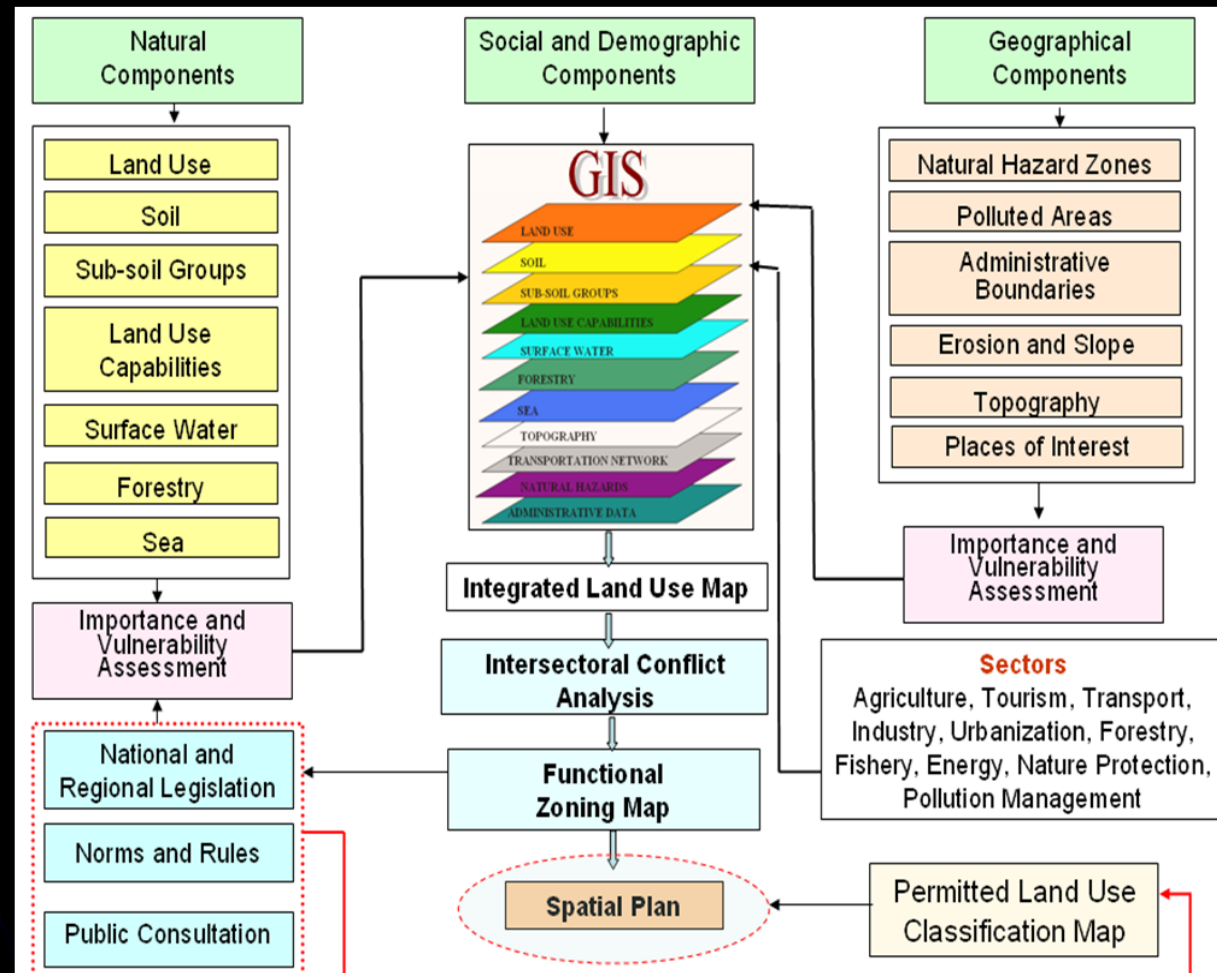 Natural
Components
Social and Demographic
Components
Geographical
Components
Land Use
Soil
Sub-soil Groups
Land Use
Capabilities
Surface Water
Forestry
Sea
Importance and
Vulnerability
Assessment
National and
Regional Legislation
Norms and Rules
Public Consultation
GIS
LAND USE
SOIL
SUB-SOIL GROUPS
LAND USE CAPABILITIES
SURFACE WATER
FORESTRY
SEA
TOPOGRAPHY
TRANSPORTATION NETWORK
NATURAL HAZARDS
ADMINISTRATIVE DATA
Integrated Land Use Map
Intersectoral Conflict
Analysis
Functional
Zoning Map
Spatial Plan
Natural Hazard Zones
Polluted Areas
Administrative
Boundaries
Erosion and Slope
Topography
Places of Interest
Importance and
Vulnerability
Assessment
Sectors
Agriculture, Tourism, Transport,
Industry, Urbanization, Forestry,
Fishery, Energy, Nature Protection,
Pollution Management
Permitted Land Use
Classification Map